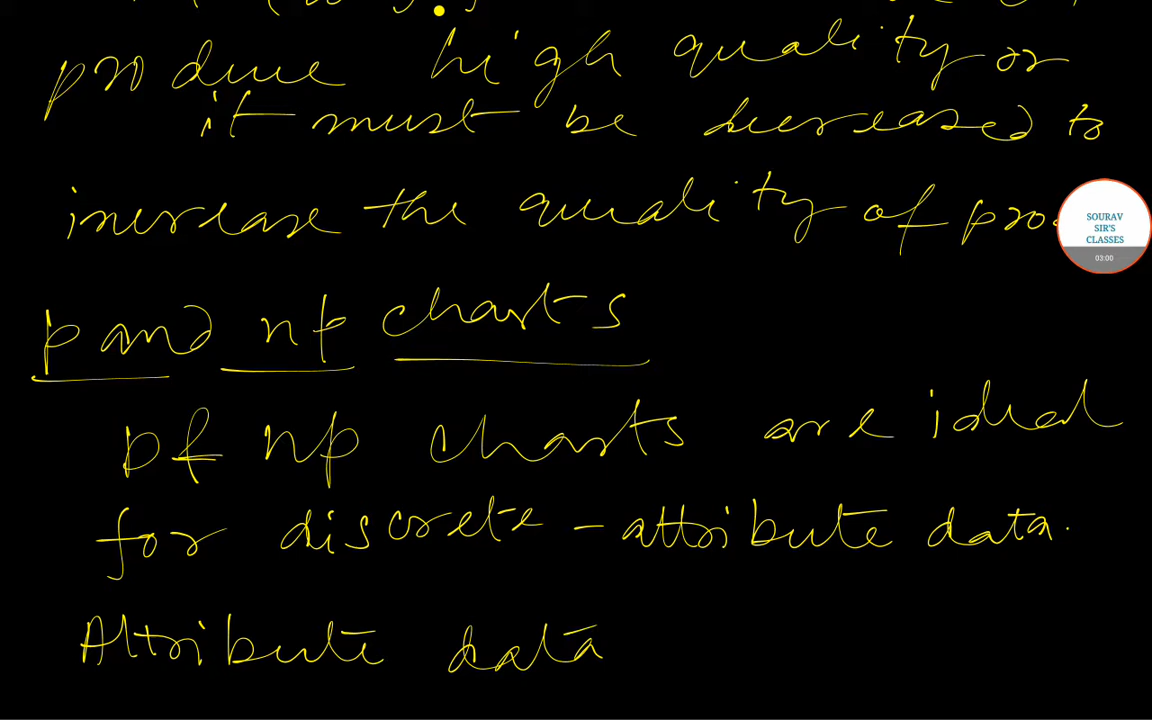 produce high quality or
it must be decreased to
increase the quality of pro
SOURAV
SIR'S
CLASSES
03:00
p and np charts
pf np charts are ideal
for discrete - attribute data.
Attribute data